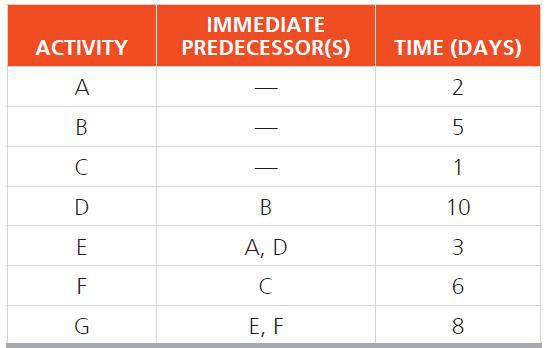 ACTIVITY IMMEDIATE PREDECESSOR(S) TIME (DAYS)
A — 2
B — 5
C — 1
D B 10
E A, D 3
F C 6
G E, F 8